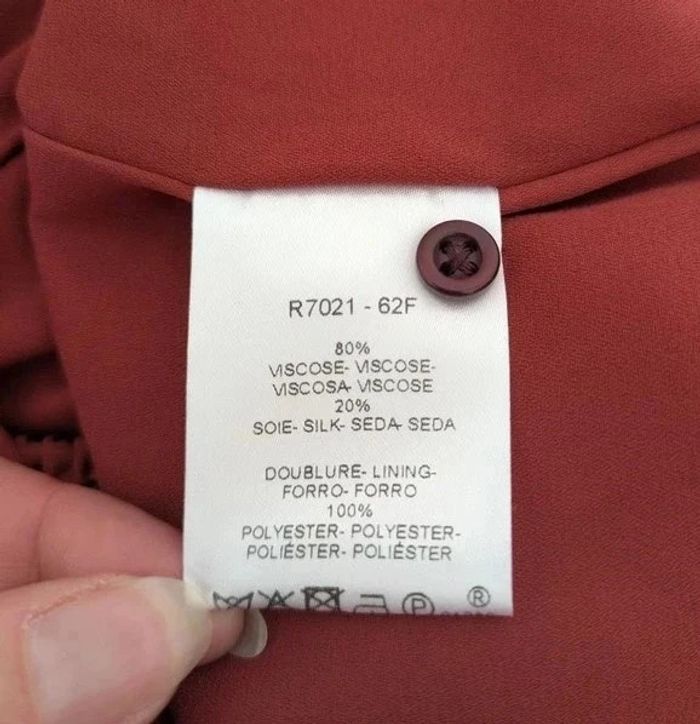 R7021 - 62F
80%
VISCOSE- VISCOSE-
VISCOSA- VISCOSE
20%
SOIE- SILK- SEDA- SEDA
DOUBLURE- LINING-
FORRO- FORRO
100%
POLYESTER- POLYESTER-
POLIÉSTER- POLIÉSTER
P ®